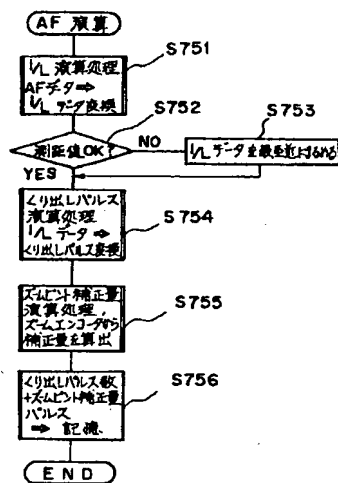 AF 演算
S751
1/L 演算処理
AFデータ⇒
1/L データ変換
S752
測距値OK?
NO
YES
S753
1/L データを最至近にする
くり出しパルス
演算処理
1/L データ ⇒
くり出しパルス変換
S754
ズームピント補正量
演算処理,
ズームエンコーダから
補正量を算出
S755
くり出しパルス数
+ズームピント補正量
パルス
⇒ 記憶
S756
END